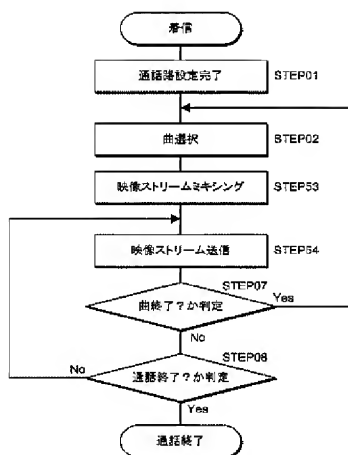 着信
通話路設定完了
STEP01
曲選択
STEP02
映像ストリームミキシング
STEP53
映像ストリーム送信
STEP54
STEP07
曲終了?か判定
Yes
No
STEP08
通話終了?か判定
No
Yes
通話終了